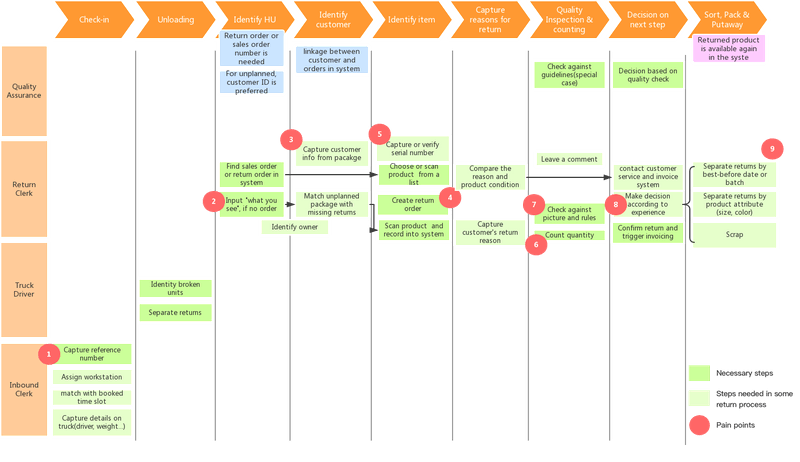 Check-in
Unloading
Identify HU
Identify
customer
Identify item
Capture
reasons for
return
Quality
Inspection &
counting
Decision on
next step
Sort, Pack &
Putaway
Quality
Assurance
Return order or
sales order
number is
needed
For unplanned,
customer ID is
preferred
linkage between
customer and
orders in system
Check against
guidelines(special
case)
Decision based on
quality check
Returned product
is available again
in the syste
Return
Clerk
3
Capture customer
info from pacakge
5
Capture or verify
serial number
Find sales order
or return order in
system
Choose or scan
product from a
list
Compare the
reason and
product condition
Leave a comment
contact customer
service and invoice
system
9
Separate returns by
best-before date or
batch
2
Input "what you
see", if no order
Match unplanned
package with
missing returns
Create return
order
4
7
Check against
picture and rules
8
Make decision
according to
experience
Separate returns by
product attribute
(size, color)
Identify owner
Scan product and
record into system
Capture
customer's return
reason
Count quantity
6
Confirm return and
trigger invoicing
Scrap
Truck
Driver
Identify broken
units
Separate returns
Inbound
Clerk
1
Capture reference
number
Assign workstation
match with booked
time slot
Capture details on
truck(driver, weight...)
Necessary steps
Steps needed in some
return process
Pain points